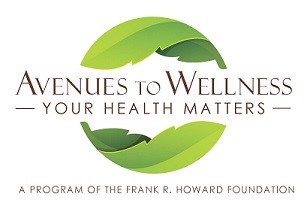 AVENUES TO WELLNESS
— YOUR HEALTH MATTERS —
A PROGRAM OF THE FRANK R. HOWARD FOUNDATION